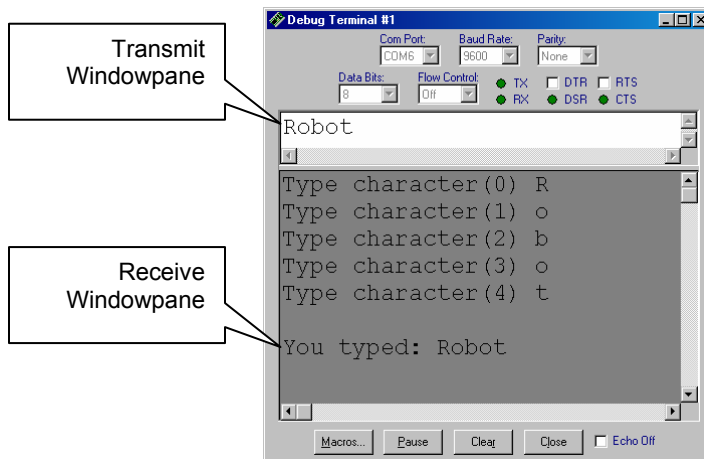 Transmit
Windowpane
Receive
Windowpane
Debug Terminal #1
Com Port: Baud Rate: Parity:
COM6 9600 None
Data Bits: Flow Control: TX DTR RTS
8 Off RX DSR CTS
Robot
Type character(0) R
Type character(1) o
Type character(2) b
Type character(3) o
Type character(4) t
You typed: Robot
Macros... Pause Clear Close Echo Off